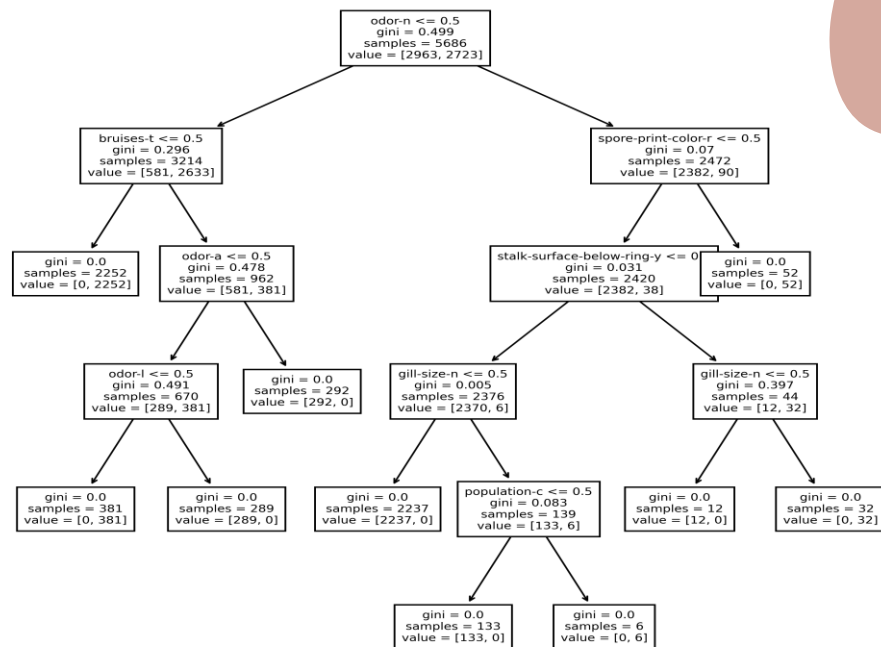 odor-n <= 0.5
gini = 0.499
samples = 5686
value = [2963, 2723]
bruises-t <= 0.5
gini = 0.296
samples = 3214
value = [581, 2633]
spore-print-color-r <= 0.5
gini = 0.07
samples = 2472
value = [2382, 90]
gini = 0.0
samples = 2252
value = [0, 2252]
odor-a <= 0.5
gini = 0.478
samples = 962
value = [581, 381]
stalk-surface-below-ring-y <= 0
gini = 0.031
samples = 2420
value = [2382, 38]
gini = 0.0
samples = 52
value = [0, 52]
odor-l <= 0.5
gini = 0.491
samples = 670
value = [289, 381]
gini = 0.0
samples = 292
value = [292, 0]
gill-size-n <= 0.5
gini = 0.005
samples = 2376
value = [2370, 6]
gill-size-n <= 0.5
gini = 0.397
samples = 44
value = [12, 32]
gini = 0.0
samples = 381
value = [0, 381]
gini = 0.0
samples = 289
value = [289, 0]
gini = 0.0
samples = 2237
value = [2237, 0]
population-c <= 0.5
gini = 0.083
samples = 139
value = [133, 6]
gini = 0.0
samples = 12
value = [12, 0]
gini = 0.0
samples = 32
value = [0, 32]
gini = 0.0
samples = 133
value = [133, 0]
gini = 0.0
samples = 6
value = [0, 6]